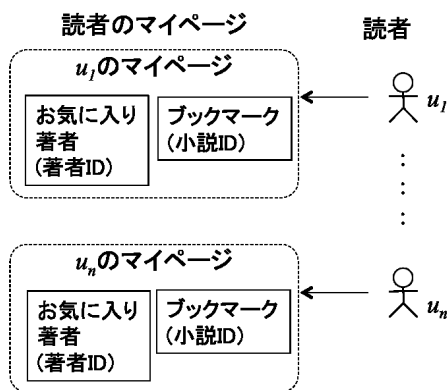 読者のマイページ 読者
u₁のマイページ
お気に入り
著者
(著者ID)
ブックマーク
(小説ID)
u₁
uₙのマイページ
お気に入り
著者
(著者ID)
ブックマーク
(小説ID)
uₙ